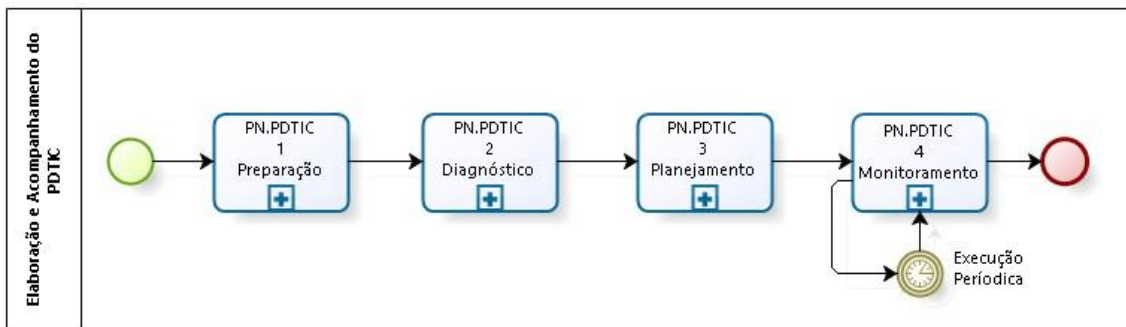 Elaboração e Acompanhamento do
PDTIC
PN.PDTIC
1
Preparação
PN.PDTIC
2
Diagnóstico
PN.PDTIC
3
Planejamento
PN.PDTIC
4
Monitoramento
Execução
Períodica